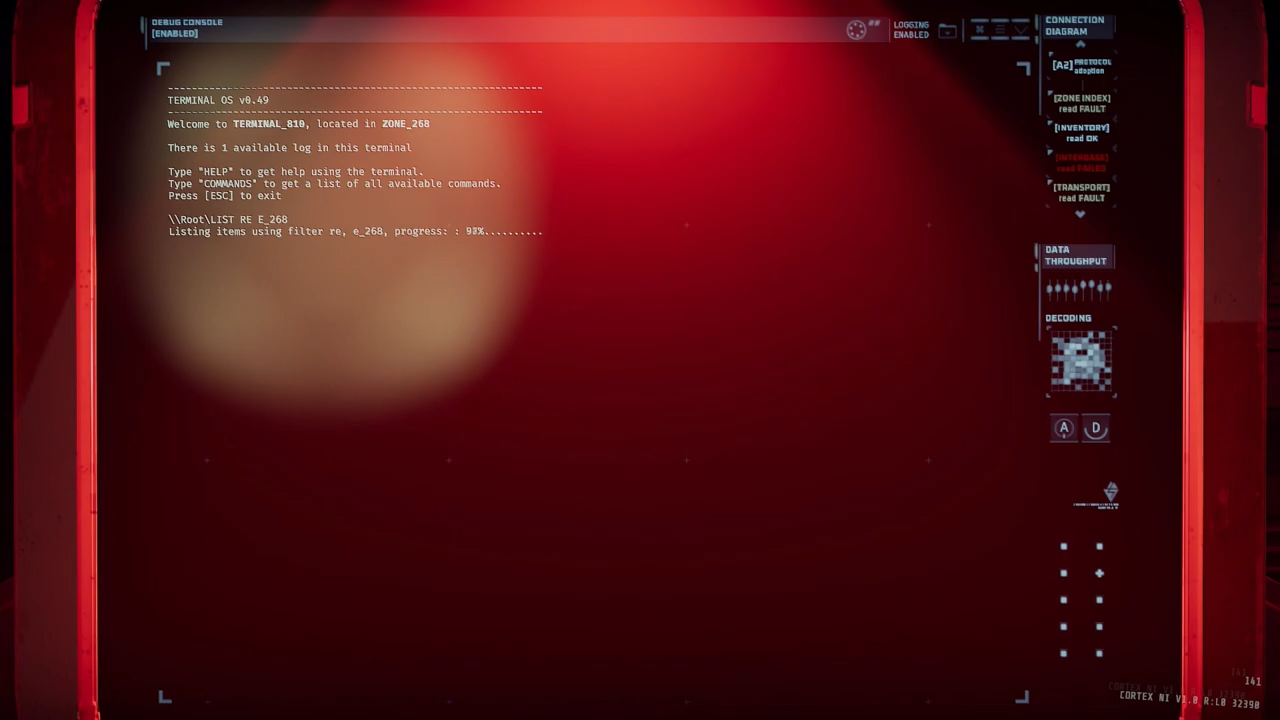 DEBUG CONSOLE
[ENABLED]
LOGGING
ENABLED
CONNECTION
DIAGRAM
[A2] PROTOCOL
adoption
[ZONE INDEX]
read FAULT
[INVENTORY]
read OK
read FAILED
[TRANSPORT]
read FAULT
DATA
THROUGHPUT
DECODING
A D
--------------------------------------------------------------
TERMINAL OS v0.49
--------------------------------------------------------------
Welcome to TERMINAL_810, located in ZONE_268
There is 1 available log in this terminal
Type "HELP" to get help using the terminal.
Type "COMMANDS" to get a list of all available commands.
Press [ESC] to exit
\\Root\LIST RE E_268
Listing items using filter re, e_268, progress: :
141
CORTEX NI V1.0 R:L0 32390